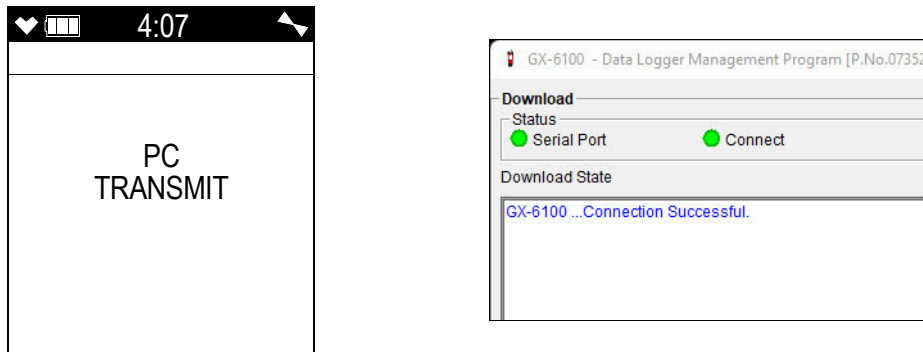 4:07
PC
TRANSMIT
GX-6100 - Data Logger Management Program [P.No.07352
Download
Status
Serial Port Connect
Download State
GX-6100 ...Connection Successful.